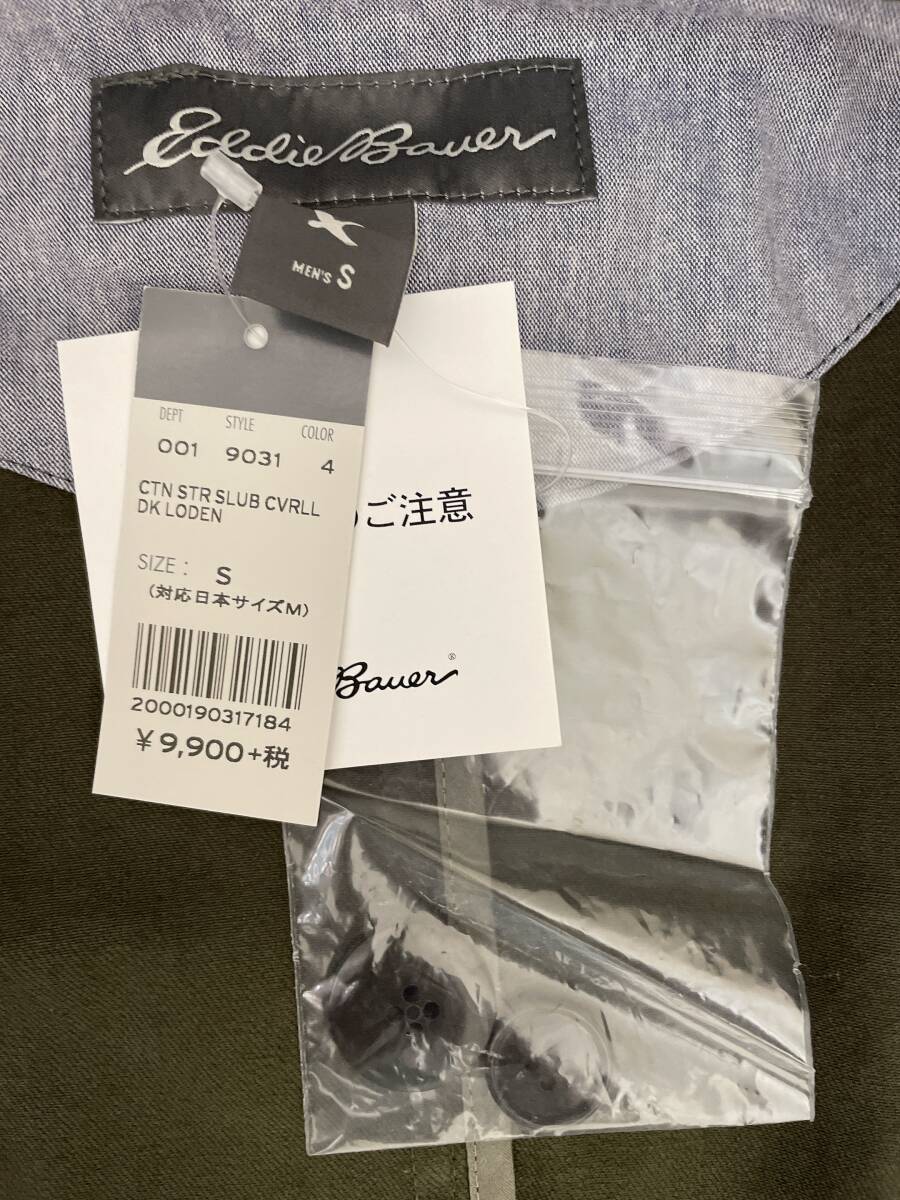 Eddie Bauer
MEN'S S
DEPT STYLE COLOR
001 9031 4
CTN STR SLUB CVRLL
DK LODEN
SIZE: S
(対応日本サイズM)
2000190317184
¥9,900+税
ご注意
Bauer®